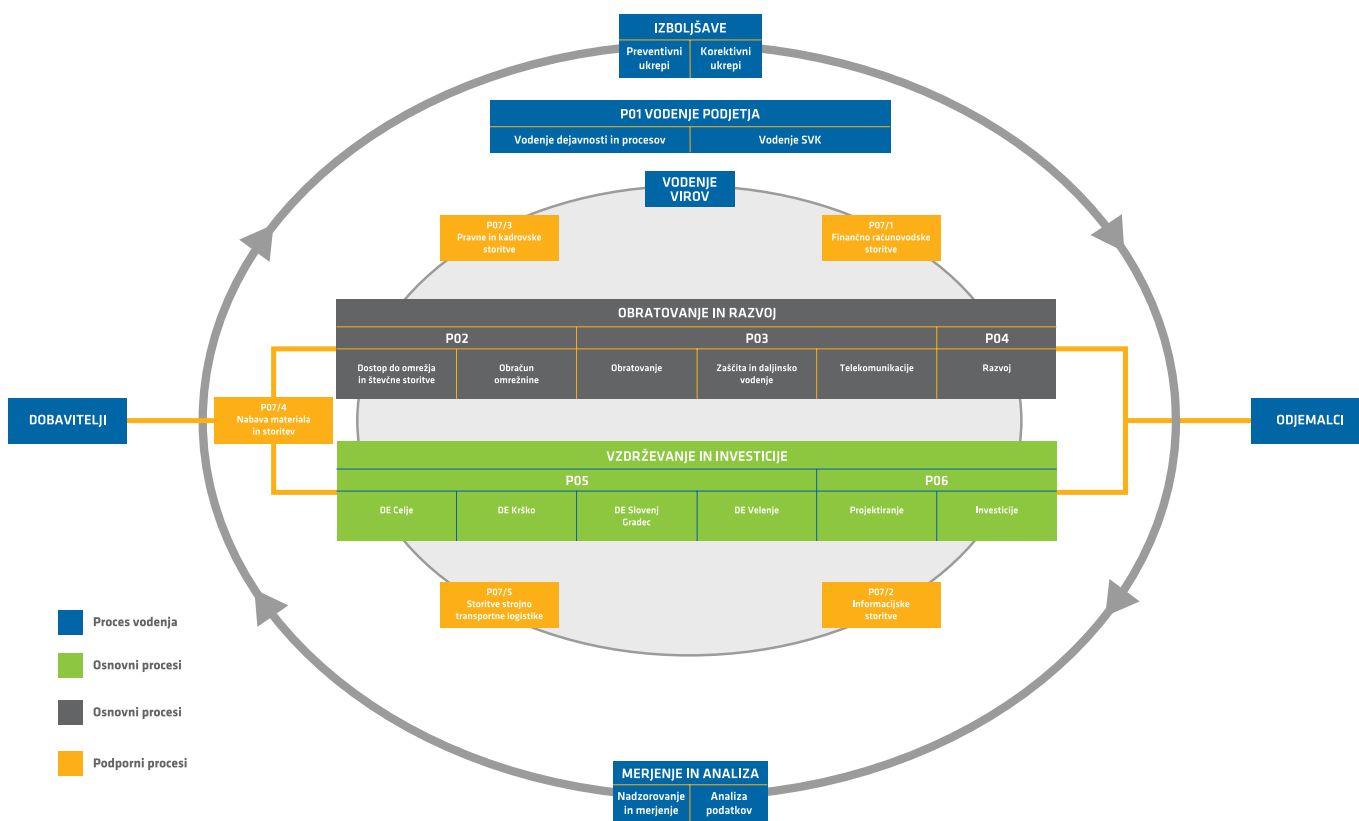 IZBOLJŠAVE
Preventivni
ukrepi
Korektivni
ukrepi
P01 VODENJE PODJETJA
Vodenje dejavnosti in procesov
Vodenje SVK
VODENJE
VIROV
P07/3
Pravne in kadrovske
storitve
P07/1
Finančno računovodske
storitve
OBRATOVANJE IN RAZVOJ
P02
P03
P04
Dostop do omrežja
in števčne storitve
Obračun
omrežnine
Obratovanje
Zaščita in daljinsko
vodenje
Telekomunikacije
Razvoj
DOBAVITELJI
P07/4
Nabava materiala
in storitev
ODJEMALCI
VZDRŽEVANJE IN INVESTICIJE
P05
P06
DE Celje
DE Krško
DE Slovenj
Gradec
DE Velenje
Projektiranje
Investicije
P07/5
Storitve strojno
transportne logistike
P07/2
Informacijske
storitve
Proces vodenja
Osnovni procesi
Osnovni procesi
Podporni procesi
MERJENJE IN ANALIZA
Nadzorovanje
in merjenje
Analiza
podatkov